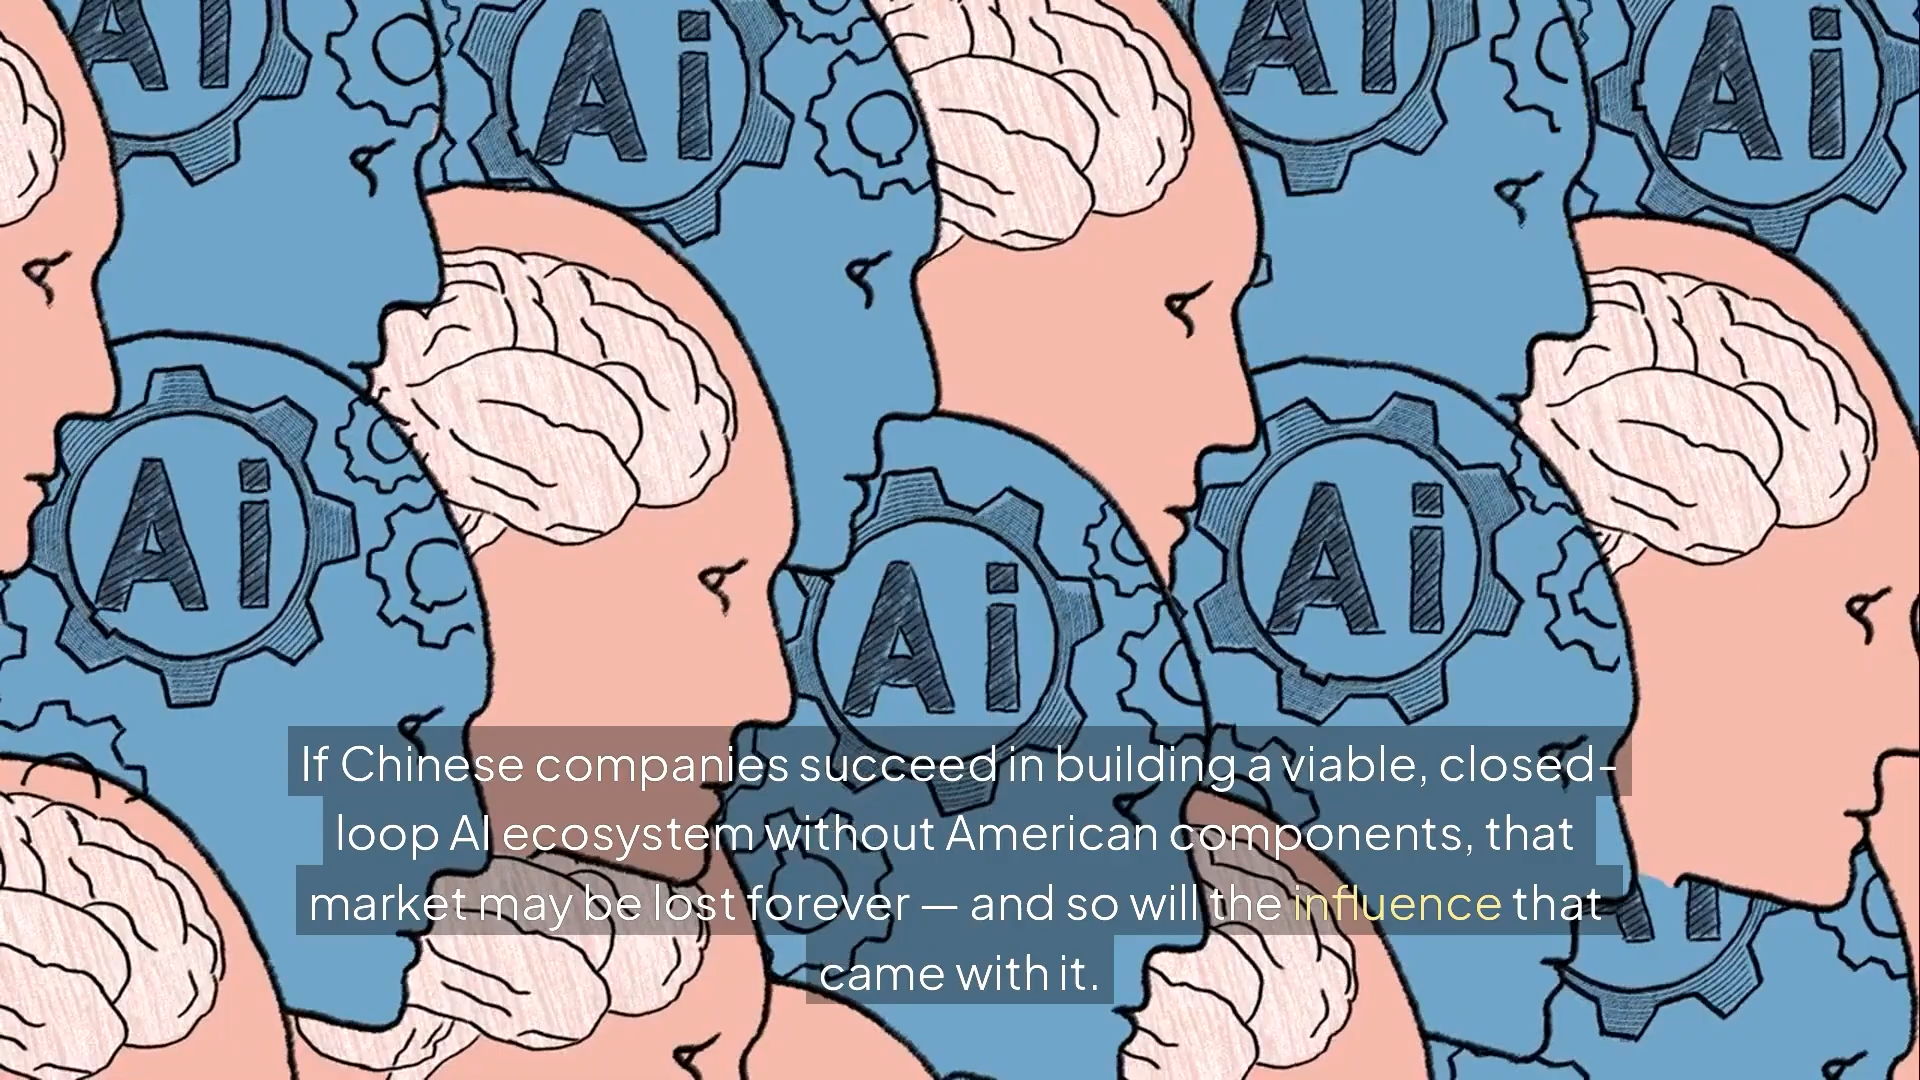 Ai
Ai
Ai
Ai
Ai
Ai
Ai
Ai
If Chinese companies succeed in building a viable, closed-
loop AI ecosystem without American components, that
market may be lost forever — and so will the influence that
came with it.